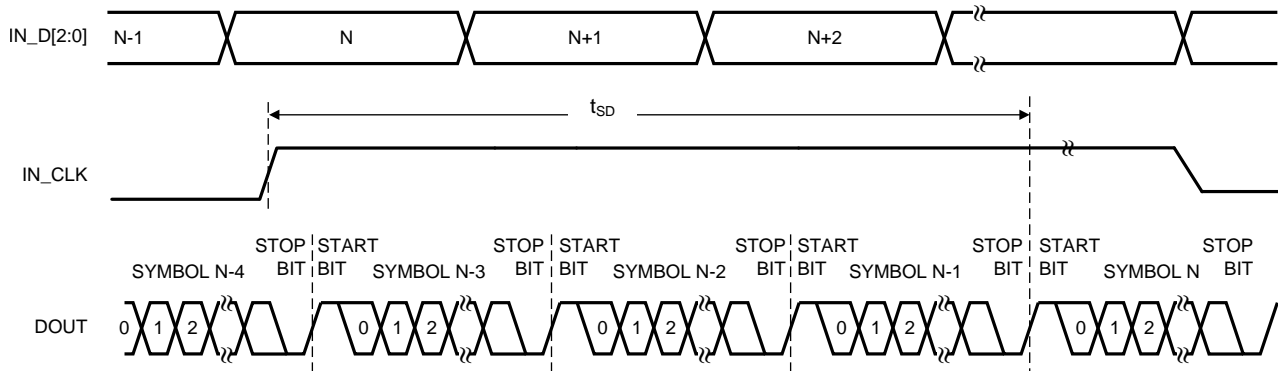 IN_D[2:0] N-1 N N+1 N+2
tSD
IN_CLK
STOP BIT START BIT STOP BIT START BIT STOP BIT START BIT STOP BIT START BIT STOP BIT
SYMBOL N-4 SYMBOL N-3 SYMBOL N-2 SYMBOL N-1 SYMBOL N
DOUT 0 1 2 0 1 2 0 1 2 0 1 2 0 1 2